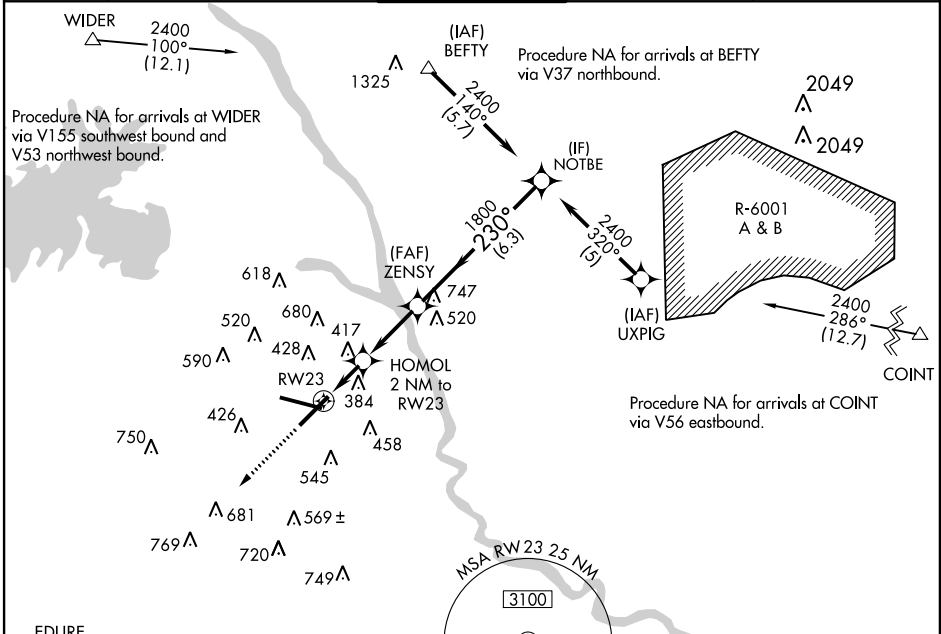 WIDER
2400
100°
(12.1)
(IAF)
BEFTY
1325
Procedure NA for arrivals at BEFTY
via V37 northbound.
2400
140°
(5.7)
2049
2049
Procedure NA for arrivals at WIDER
via V155 southwest bound and
V53 northwest bound.
(IF)
NOTBE
R-6001
A & B
1800
230°
(6.3)
2400
320°
(5)
(FAF)
ZENSY
747
520
(IAF)
UXPIG
2400
286°
(12.7)
COINT
618
680
520
417
428
590
HOMOL
2 NM to
RW23
RW23
384
426
458
750
545
Procedure NA for arrivals at COINT
via V56 eastbound.
681
569 ±
769
720
749
MSA RW 23 25 NM
3100